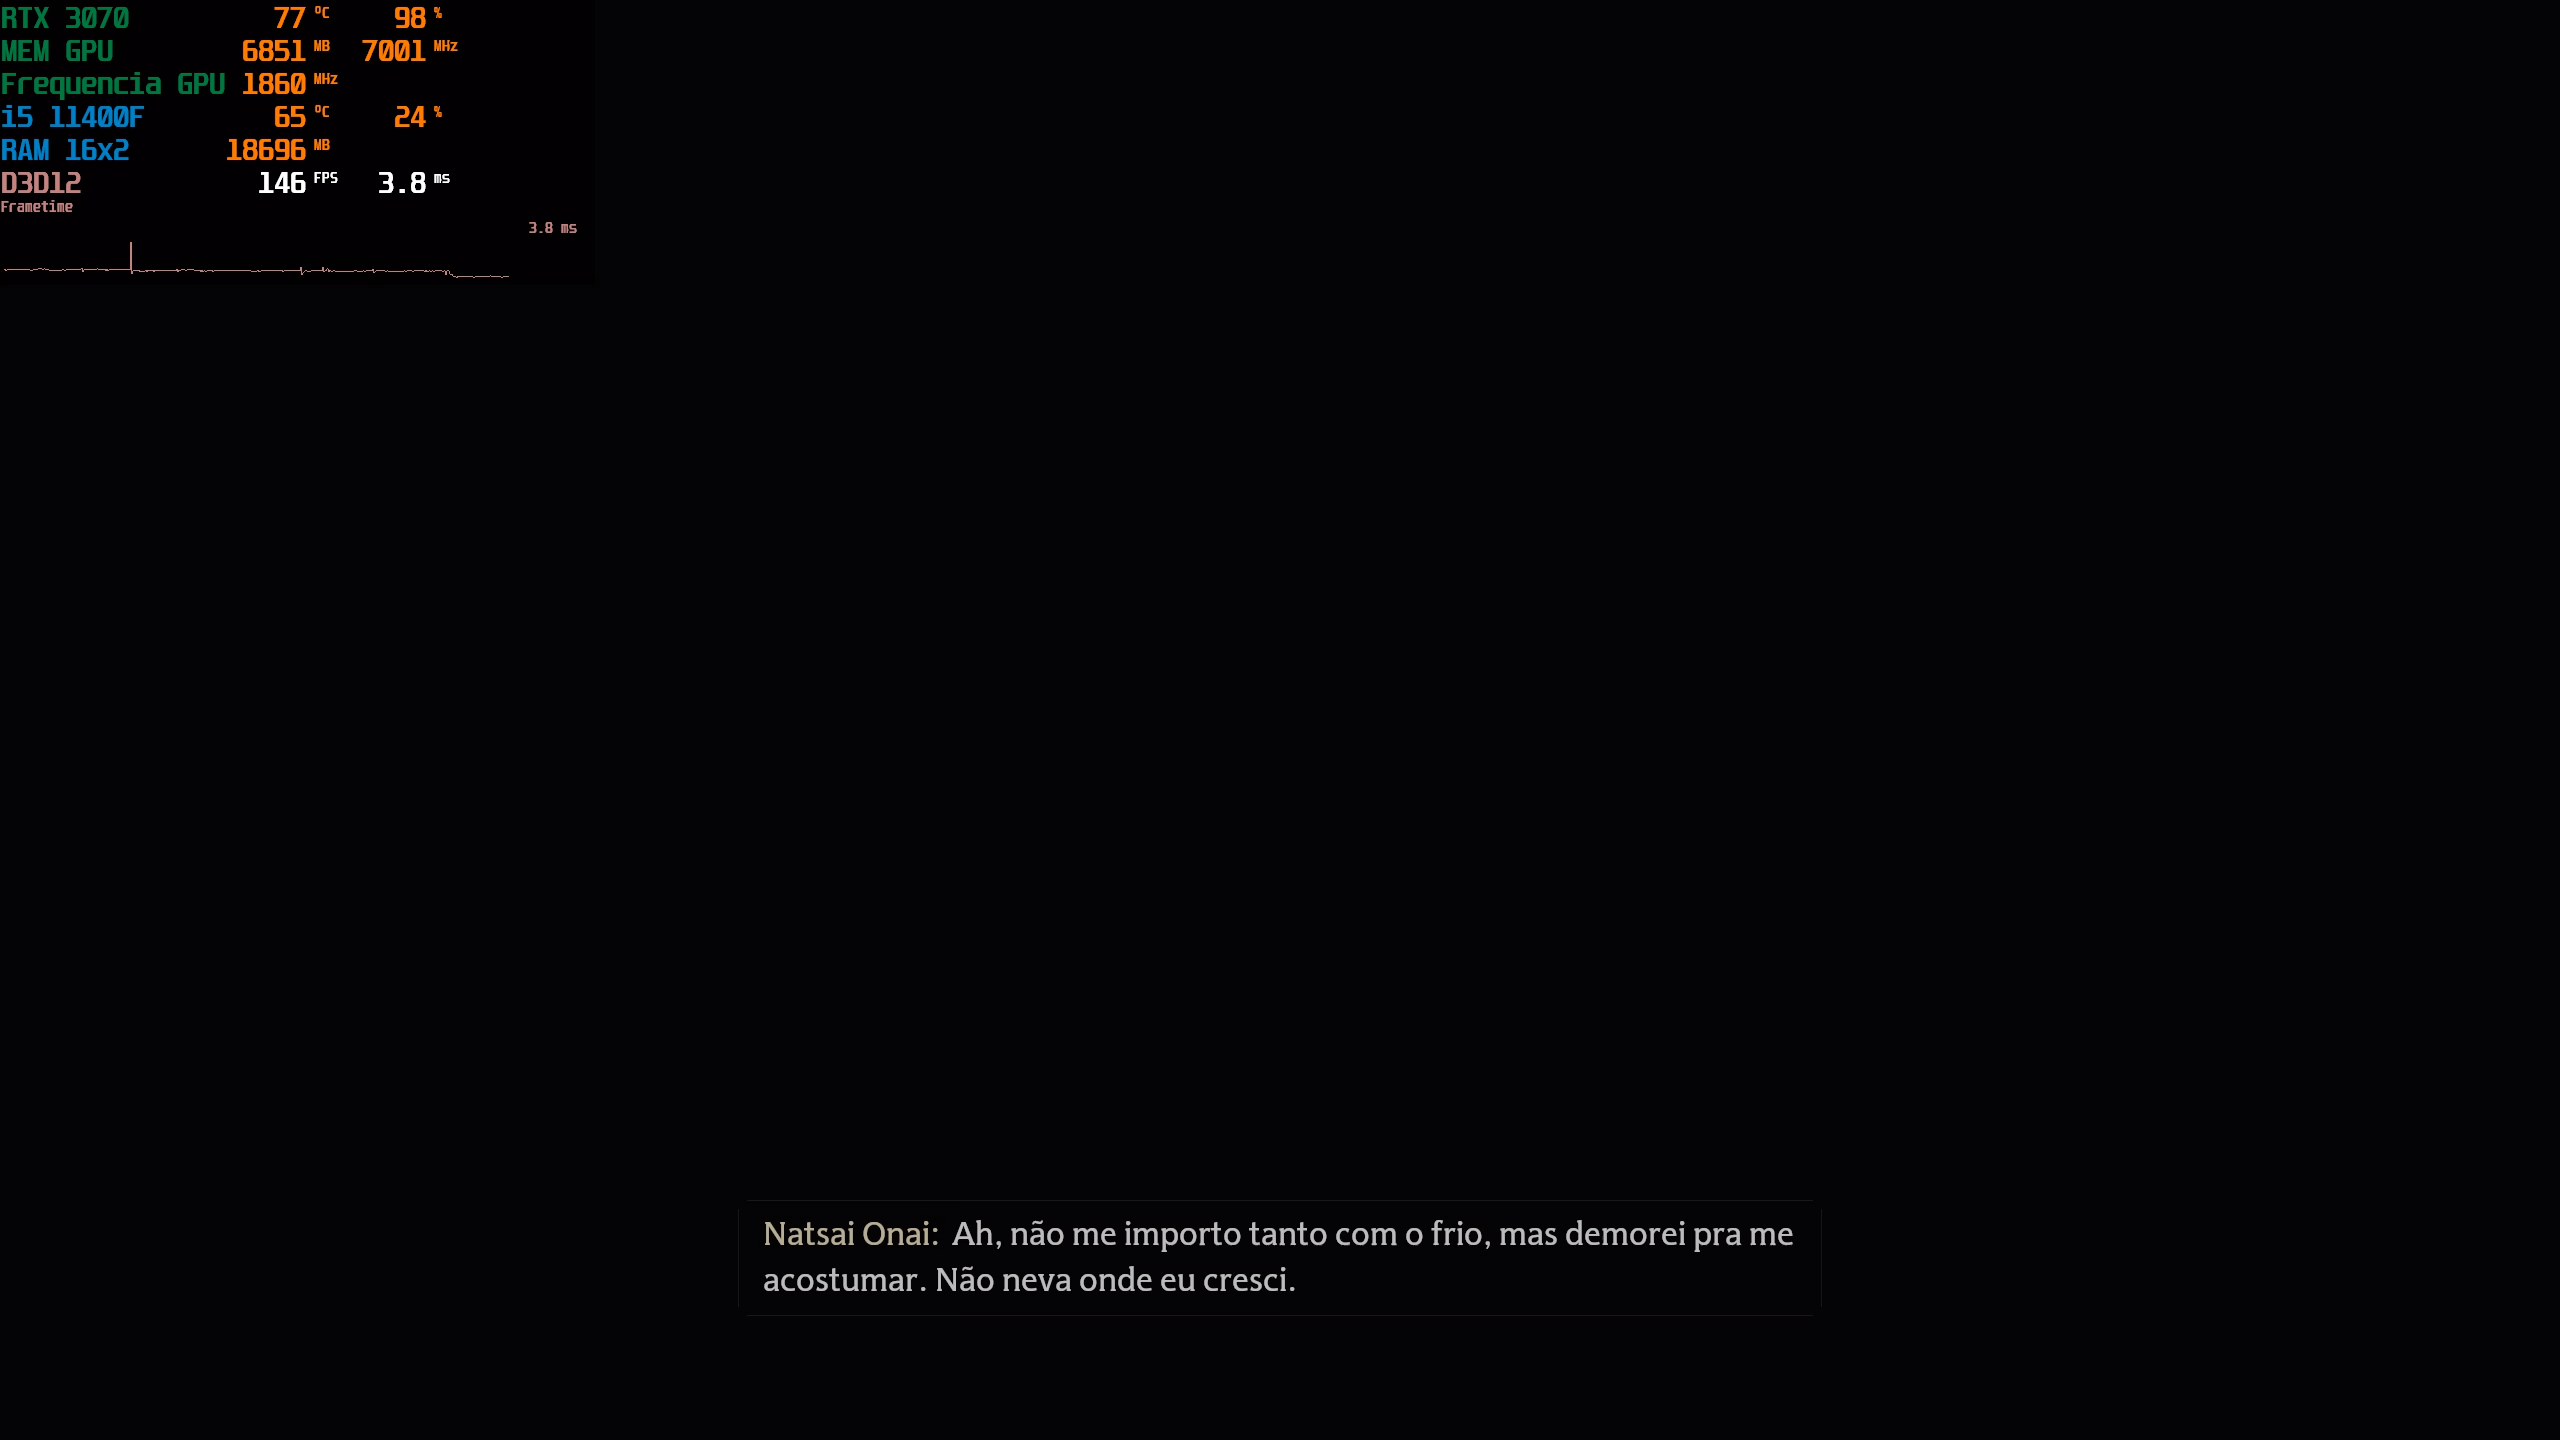 RTX 3070 77 °C 98 %
MEM GPU 6851 MB 7001 MHz
Frequencia GPU 1860 MHz
i5 11400F 65 °C 24 %
RAM 16x2 18696 MB
D3D12 146 FPS 3.8 ms
Frametime
3.8 ms
Natsai Onai: Ah, não me importo tanto com o frio, mas demorei pra me
acostumar. Não neva onde eu cresci.